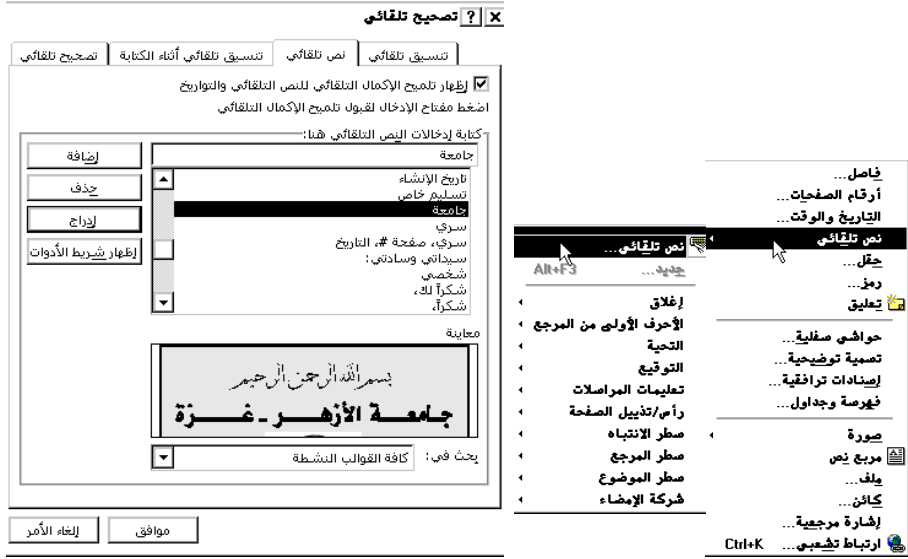 تصحيح تلقائي
تنسيق تلقائي
نص تلقائي
تنسيق تلقائي أثناء الكتابة
تصحيح تلقائي
إظهار تلميح الإكمال التلقائي للنص التلقائي والتواريخ
اضغط مفتاح الإدخال لقبول تلميح الإكمال التلقائي
كتابة إدخالات النص التلقائي هنا:
جامعة
تاريخ الإنشاء
تسليم خاص
جامعة
سري
سري، صفحة #، التاريخ
سيداتي وسادتي:
شخصي
شكراً لك،
شكراً،
إضافة
حذف
إدراج
إظهار شريط الأدوات
معاينة
بسم الله الرحمن الرحيم
جامعـة الأزهـر ـ غـزة
يحث في: كافة القوالب النشطة
موافق
إلغاء الأمر
نص تلقائي...
جديد... Alt+F3
إغلاق
الأحرف الأولى من المرجع
التحية
التوقيع
تعليمات المراسلات
رأس/تذييل الصفحة
سطر الانتباه
سطر المرجع
سطر الموضوع
شركة الإمضاء
فاصل...
أرقام الصفحات...
التاريخ والوقت...
نص تلقائي
حقل...
رمز...
تعليق
حواشي سفلية...
تسمية توضيحية...
إسنادات ترافقية...
فهرسة وجداول...
صورة
مربع نص
ملف...
كائن...
إشارة مرجعية...
ارتباط تشعبي... Ctrl+K